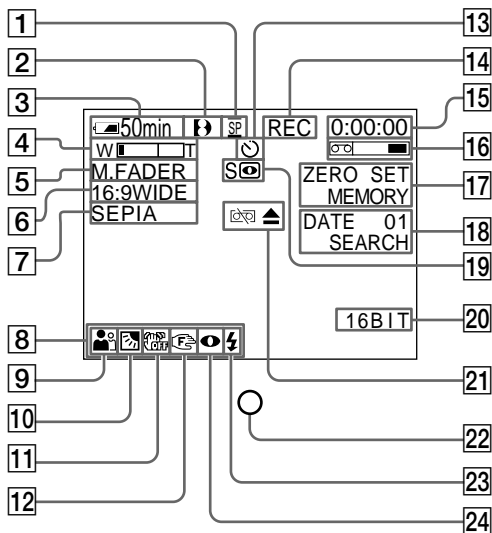 1
2
3
4
5
6
7
8
9
10
11
12
13
14
15
16
17
18
19
20
21
22
23
24
50min
SP
REC
0:00:00
W T
M.FADER
16:9WIDE
SEPIA
S
ZERO SET
MEMORY
DATE 01
SEARCH
16BIT
OFF
F